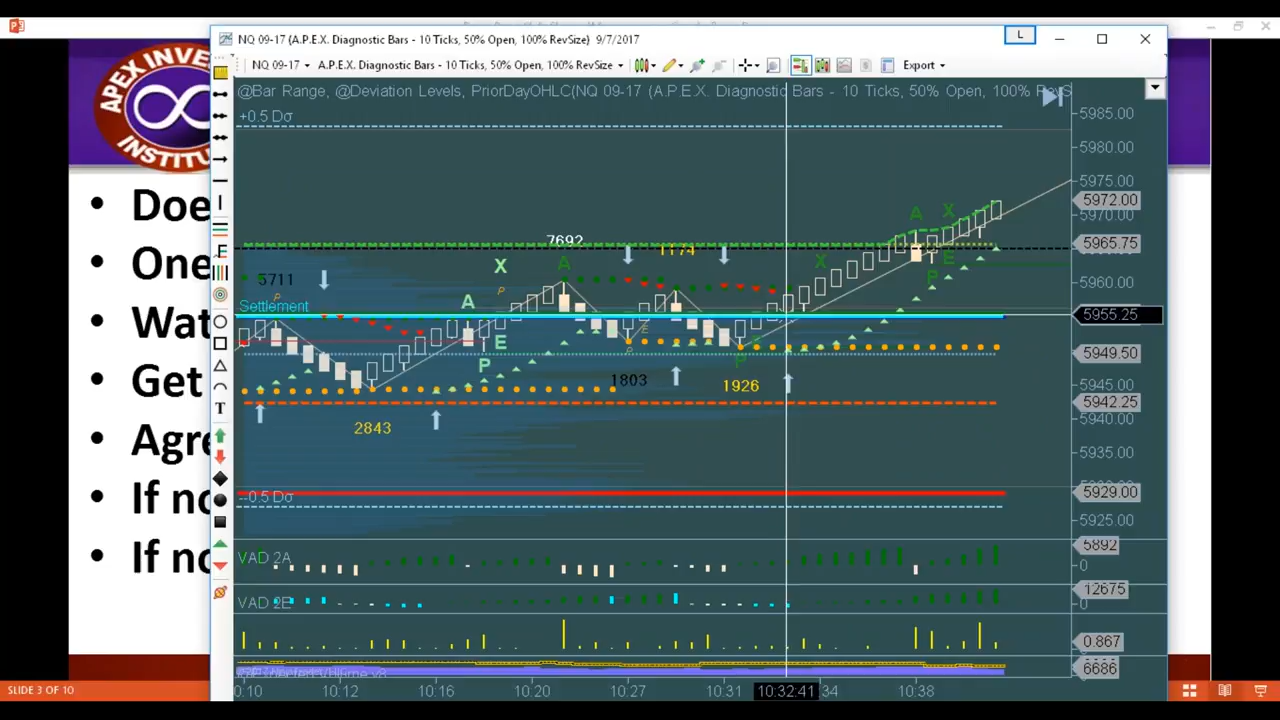 NQ 09-17 (A.P.E.X. Diagnostic Bars - 10 Ticks, 50% Open, 100% RevSize) 9/7/2017
L
NQ 09-17
A.P.E.X. Diagnostic Bars - 10 Ticks, 50% Open, 100% RevSize
Export
@Bar Range, @Deviation Levels, PriorDayOHLC(NQ 09-17 (A.P.E.X. Diagnostic Bars - 10 Ticks, 50% Open, 100% RevS
+0.5 Dσ
5985.00
5980.00
5975.00
5972.00
5970.00
5965.75
5960.00
5955.25
5949.50
5945.00
5942.25
5940.00
5935.00
5929.00
5925.00
APEX INVE
INSTITU
7692
1174
A X
X
A
X
5711
E
P
Settlement
A
E
E
P
P
P
P
P
1803
1926
2843
F
T
--0.5 Dσ
VAD 2A
5892
0
VAD 2E
12675
0
0.867
6686
0:10
10:12
10:16
10:20
10:27
10:31
10:32:41
:34
10:38
• Doe
• One
• Wat
• Get
• Agre
• If no
• If no
SLIDE 3 OF 10